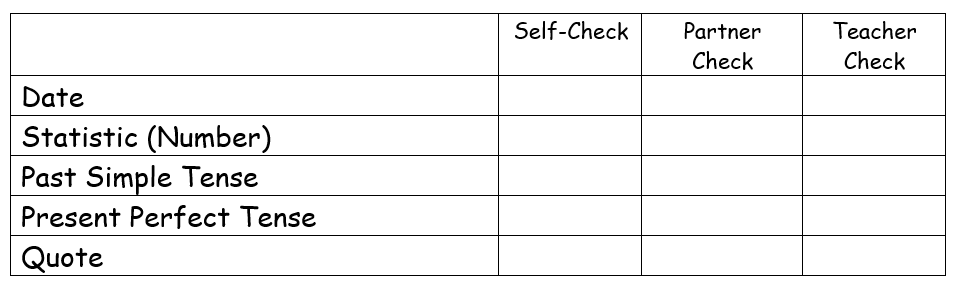 Self-Check Partner Check Teacher Check
Date
Statistic (Number)
Past Simple Tense
Present Perfect Tense
Quote